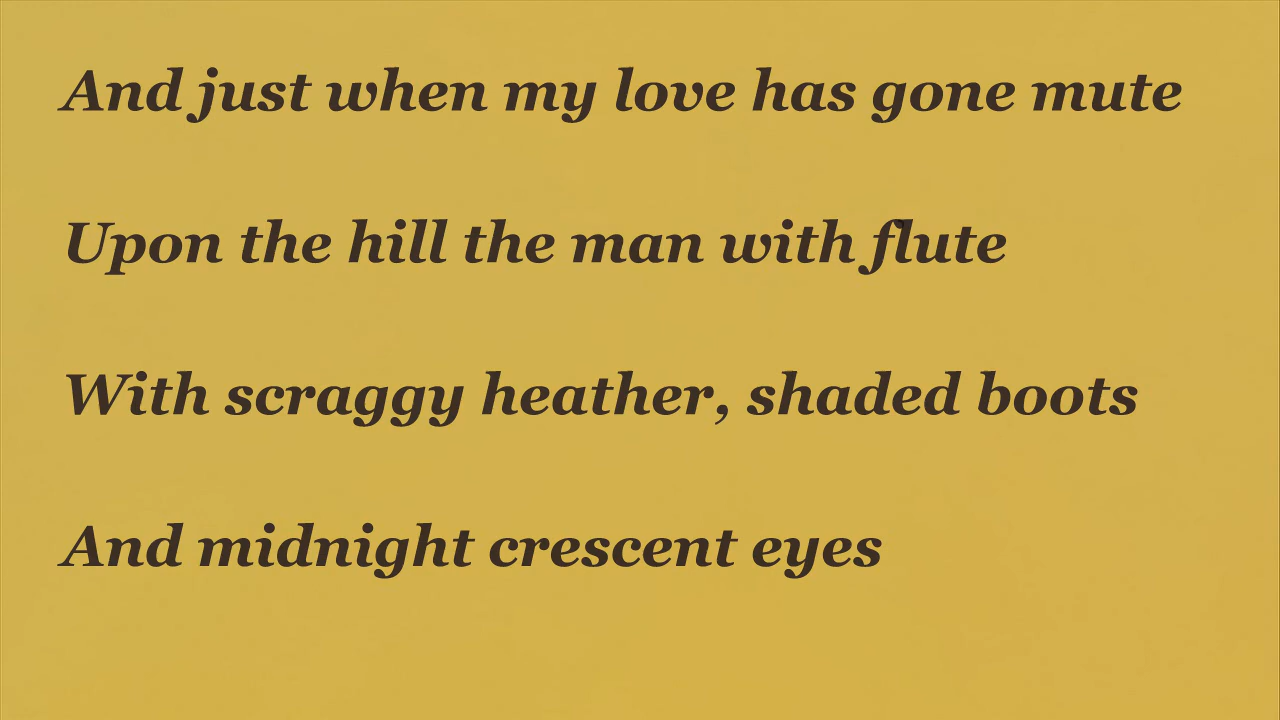 And just when my love has gone mute
Upon the hill the man with flute
With scraggy heather, shaded boots
And midnight crescent eyes